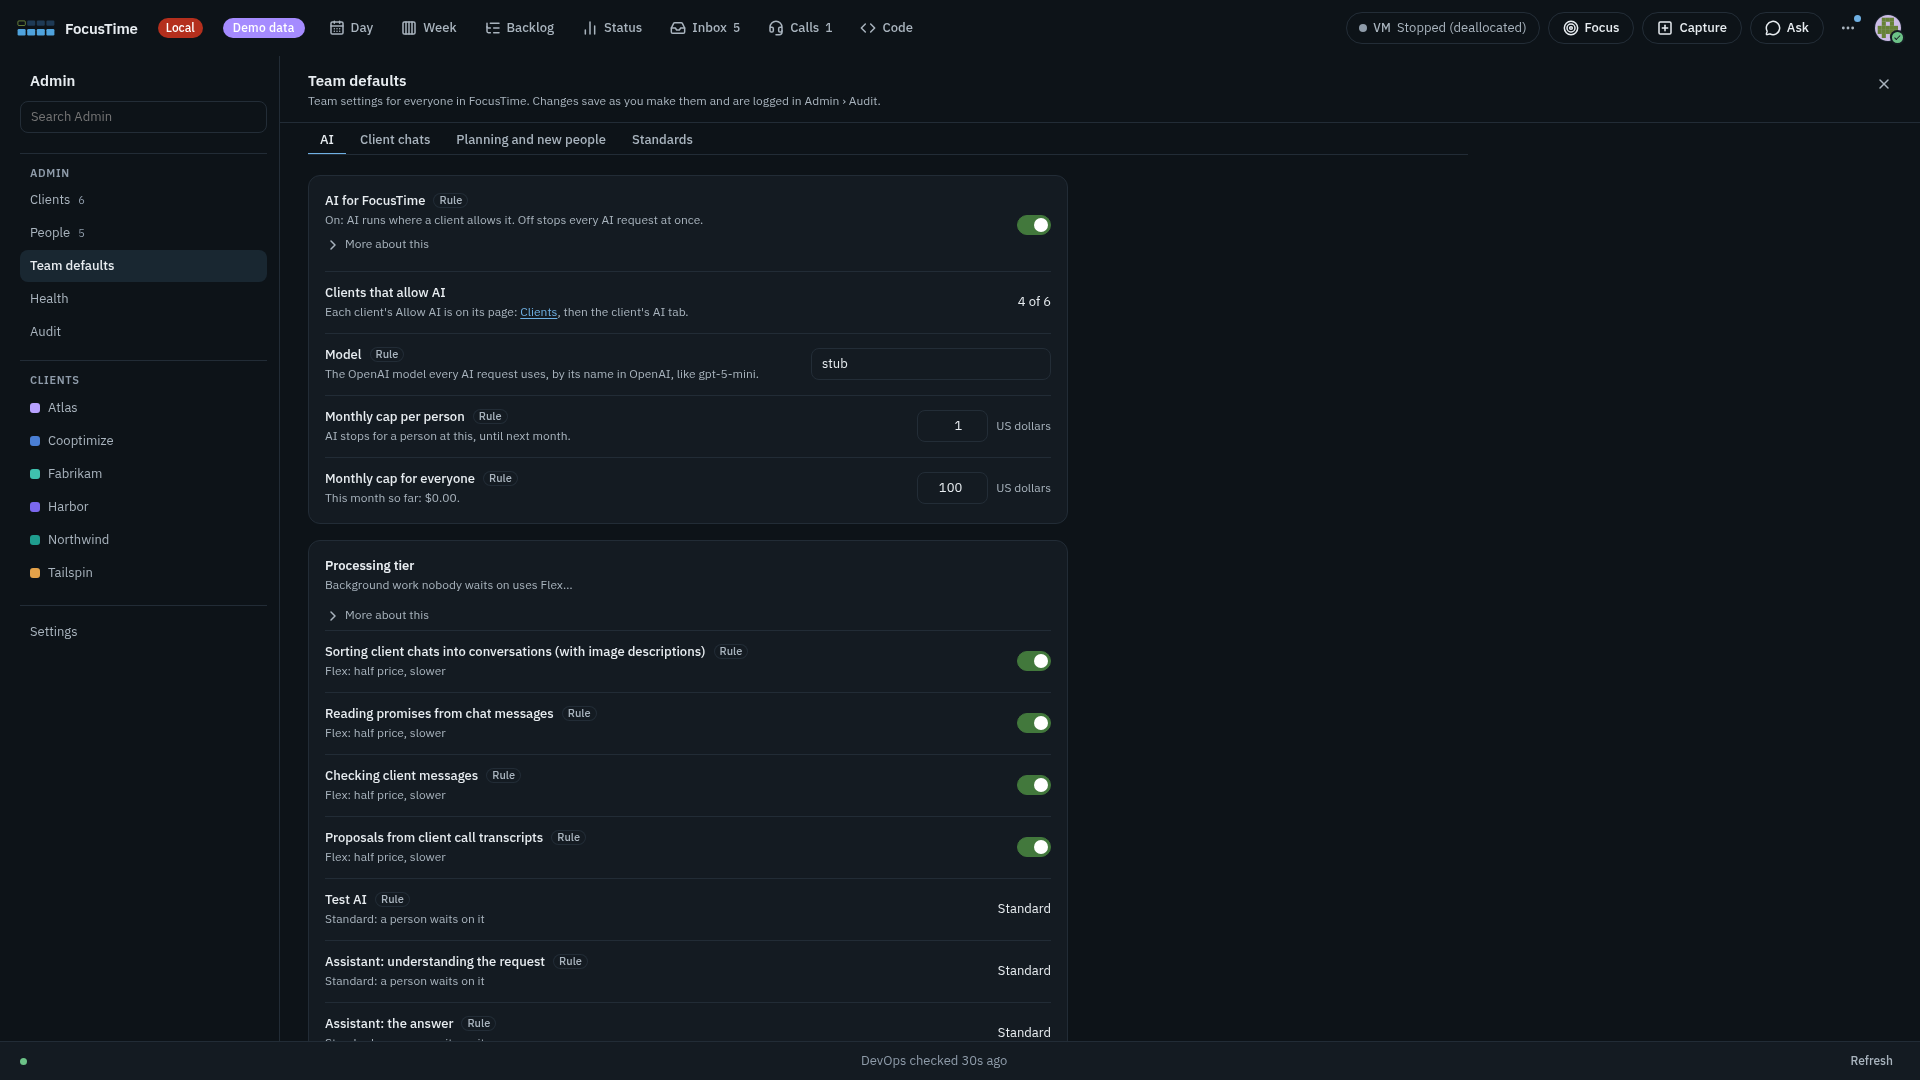 FocusTime
Local
Demo data
Day
Week
Backlog
Status
Inbox 5
Calls 1
Code
VM Stopped (deallocated)
Focus
Capture
Ask
Admin
Search Admin
ADMIN
Clients 6
People 5
Team defaults
Health
Audit
CLIENTS
Atlas
Cooptimize
Fabrikam
Harbor
Northwind
Tailspin
Settings
Team defaults
Team settings for everyone in FocusTime. Changes save as you make them and are logged in Admin › Audit.
AI
Client chats
Planning and new people
Standards
AI for FocusTime Rule
On: AI runs where a client allows it. Off stops every AI request at once.
More about this
Clients that allow AI
Each client's Allow AI is on its page: Clients, then the client's AI tab.
4 of 6
Model Rule
The OpenAI model every AI request uses, by its name in OpenAI, like gpt-5-mini.
stub
Monthly cap per person Rule
AI stops for a person at this, until next month.
1 US dollars
Monthly cap for everyone Rule
This month so far: $0.00.
100 US dollars
Processing tier
Background work nobody waits on uses Flex...
More about this
Sorting client chats into conversations (with image descriptions) Rule
Flex: half price, slower
Reading promises from chat messages Rule
Flex: half price, slower
Checking client messages Rule
Flex: half price, slower
Proposals from client call transcripts Rule
Flex: half price, slower
Test AI Rule
Standard: a person waits on it
Standard
Assistant: understanding the request Rule
Standard: a person waits on it
Standard
Assistant: the answer Rule
Standard
DevOps checked 30s ago
Refresh